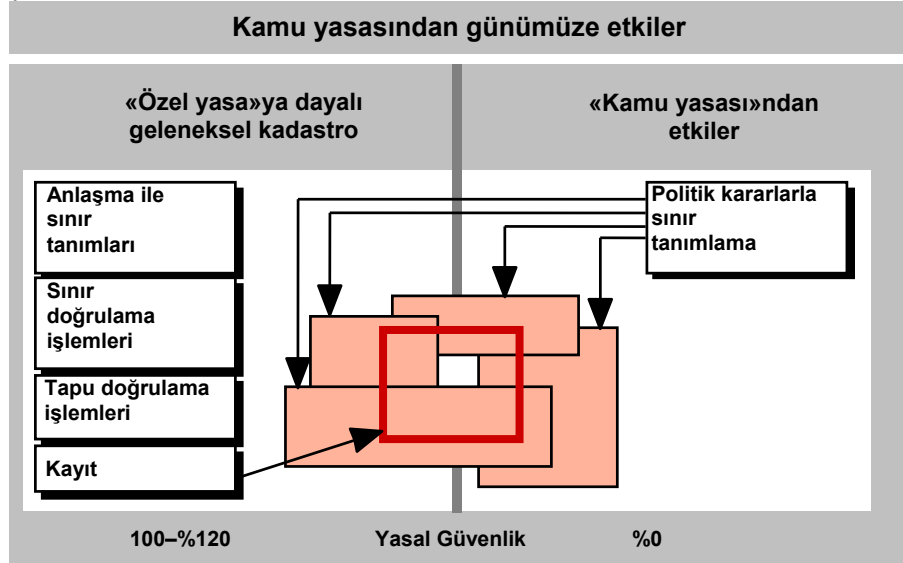 Kamu yasasından günümüze etkiler
«Özel yasa»ya dayalı
geleneksel kadastro
«Kamu yasası»ndan
etkiler
Anlaşma ile
sınır
tanımları
Sınır
doğrulama
işlemleri
Tapu doğrulama
işlemleri
Kayıt
Politik kararlarla
sınır
tanımlama
100–%120 Yasal Güvenlik %0